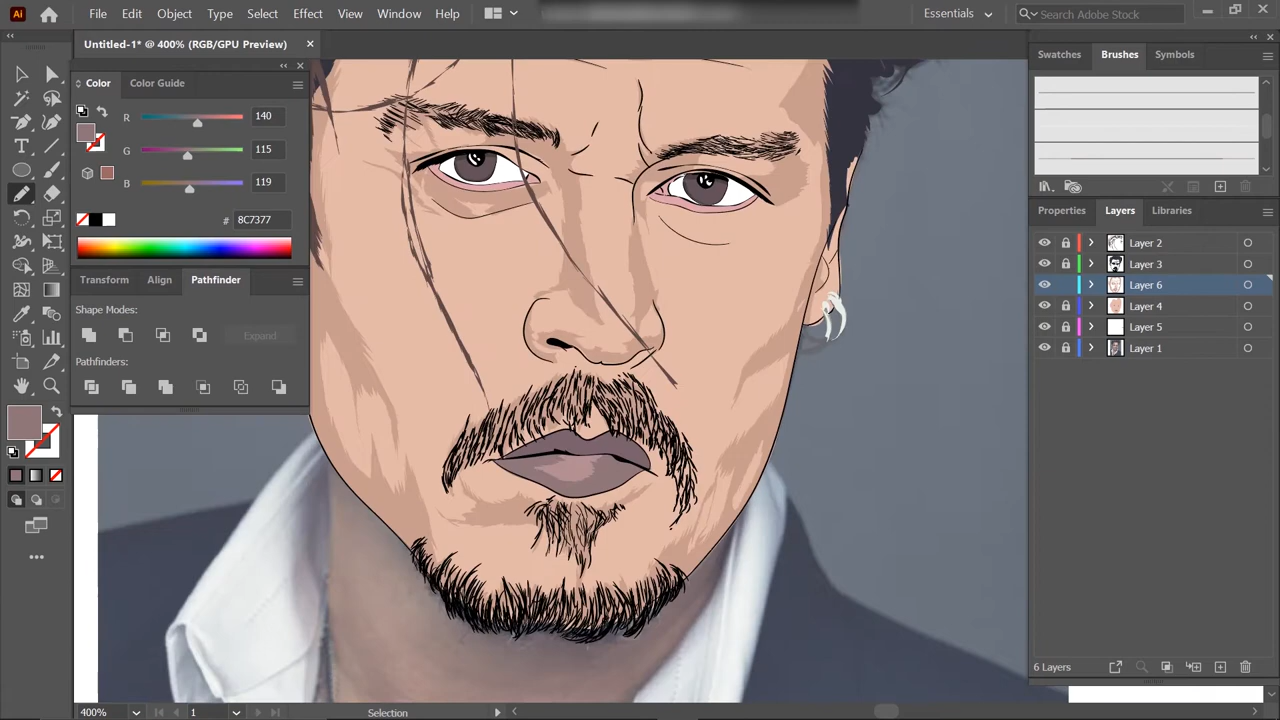 Ai File Edit Object Type Select Effect View Window Help Essentials Search Adobe Stock
Untitled-1* @ 400% (RGB/GPU Preview)
Color Color Guide
R 140
G 115
B 119
# 8C7377
Transform Align Pathfinder
Shape Modes:
Expand
Pathfinders:
Swatches Brushes Symbols
Properties Layers Libraries
Layer 2
Layer 3
Layer 6
Layer 4
Layer 5
Layer 1
6 Layers
400% 1 Selection